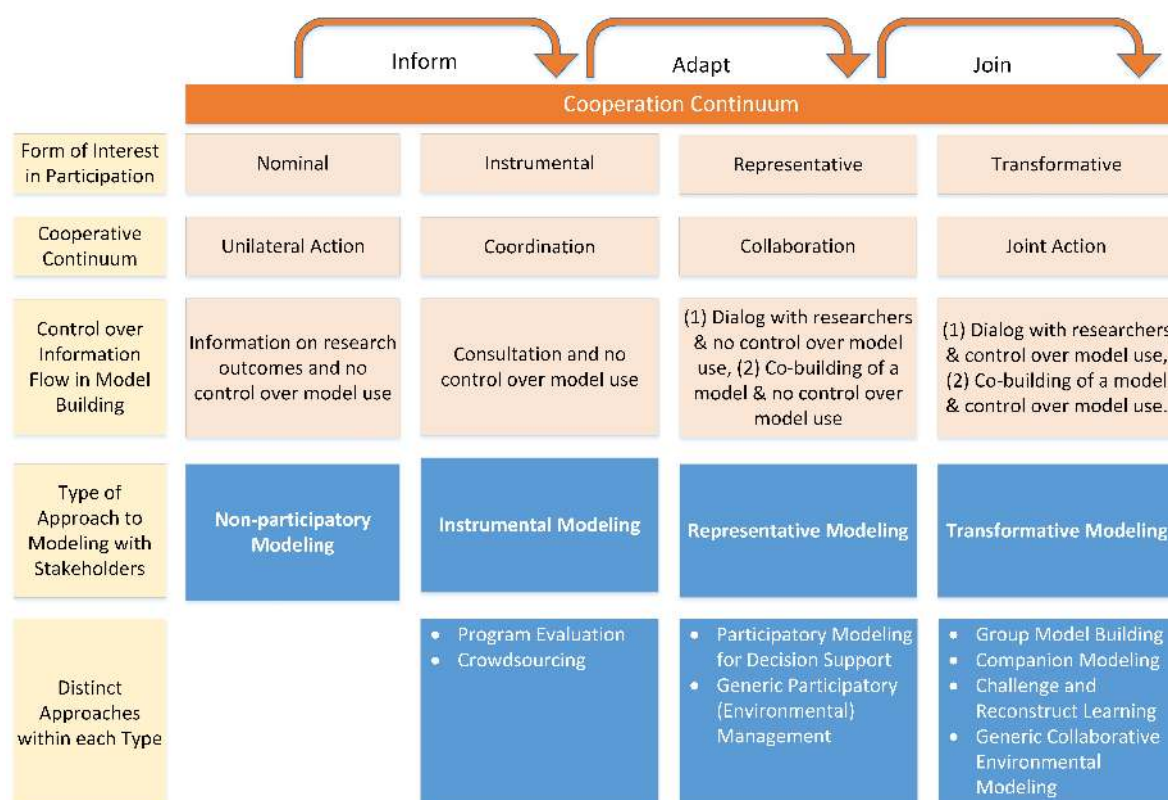 Inform
Adapt
Join
Cooperation Continuum
Form of Interest
in Participation
Nominal
Instrumental
Representative
Transformative
Cooperative
Continuum
Unilateral Action
Coordination
Collaboration
Joint Action
Control over
Information
Flow in Model
Building
Information on research
outcomes and no
control over model use
Consultation and no
control over model use
(1) Dialog with researchers
& no control over model
use, (2) Co-building of a
model & no control over
model use
(1) Dialog with researchers
& control over model use,
(2) Co-building of a model
& control over model use.
Type of
Approach to
Modeling with
Stakeholders
Non-participatory
Modeling
Instrumental Modeling
Representative Modeling
Transformative Modeling
Distinct
Approaches
within each Type
• Program Evaluation
• Crowdsourcing
• Participatory Modeling
for Decision Support
• Generic Participatory
(Environmental)
Management
• Group Model Building
• Companion Modeling
• Challenge and
Reconstruct Learning
• Generic Collaborative
Environmental
Modeling